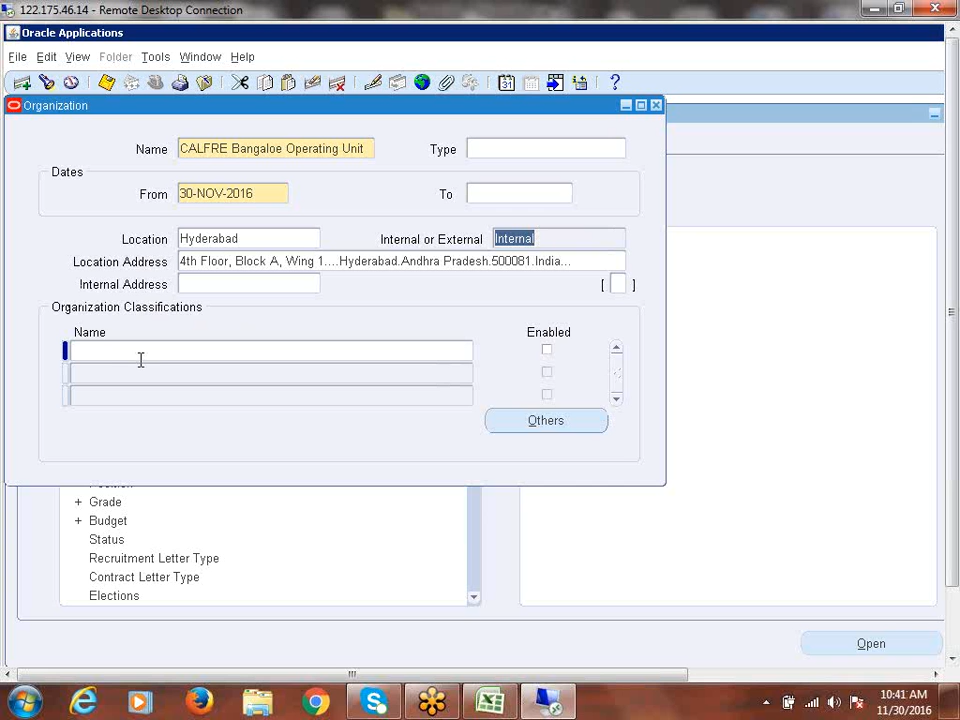 122.175.46.14 - Remote Desktop Connection
Oracle Applications
File Edit View Folder Tools Window Help
Organization
Name CALFRE Bangaloe Operating Unit Type
Dates
From 30-NOV-2016 To
Location Hyderabad Internal or External Internal
Location Address 4th Floor, Block A, Wing 1....Hyderabad.Andhra Pradesh.500081.India...
Internal Address [ ]
Organization Classifications
Name Enabled
Others
+ Grade
+ Budget
Status
Recruitment Letter Type
Contract Letter Type
Elections
Open
10:41 AM
11/30/2016